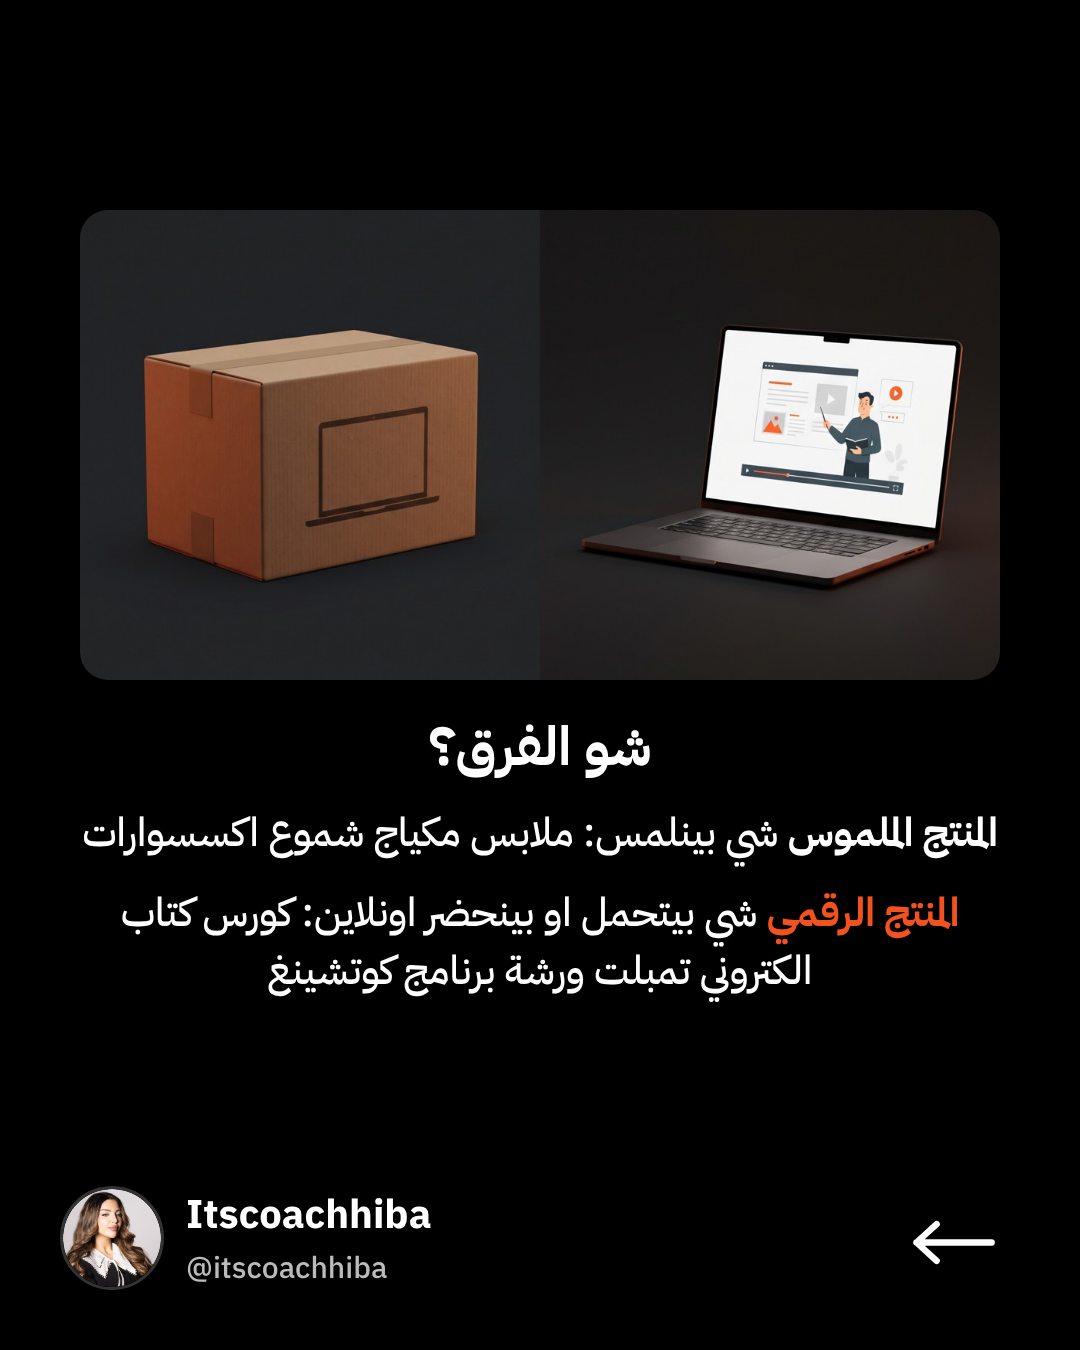 شو الفرق؟
المنتج الملموس شي بينلمس: ملابس مكياج شموع اكسسوارات
المنتج الرقمي شي بيتحمل او بينحضر اونلاين: كورس كتاب
الكتروني تمبلت ورشة برنامج كوتشينغ
Itscoachhiba
@itscoachhiba